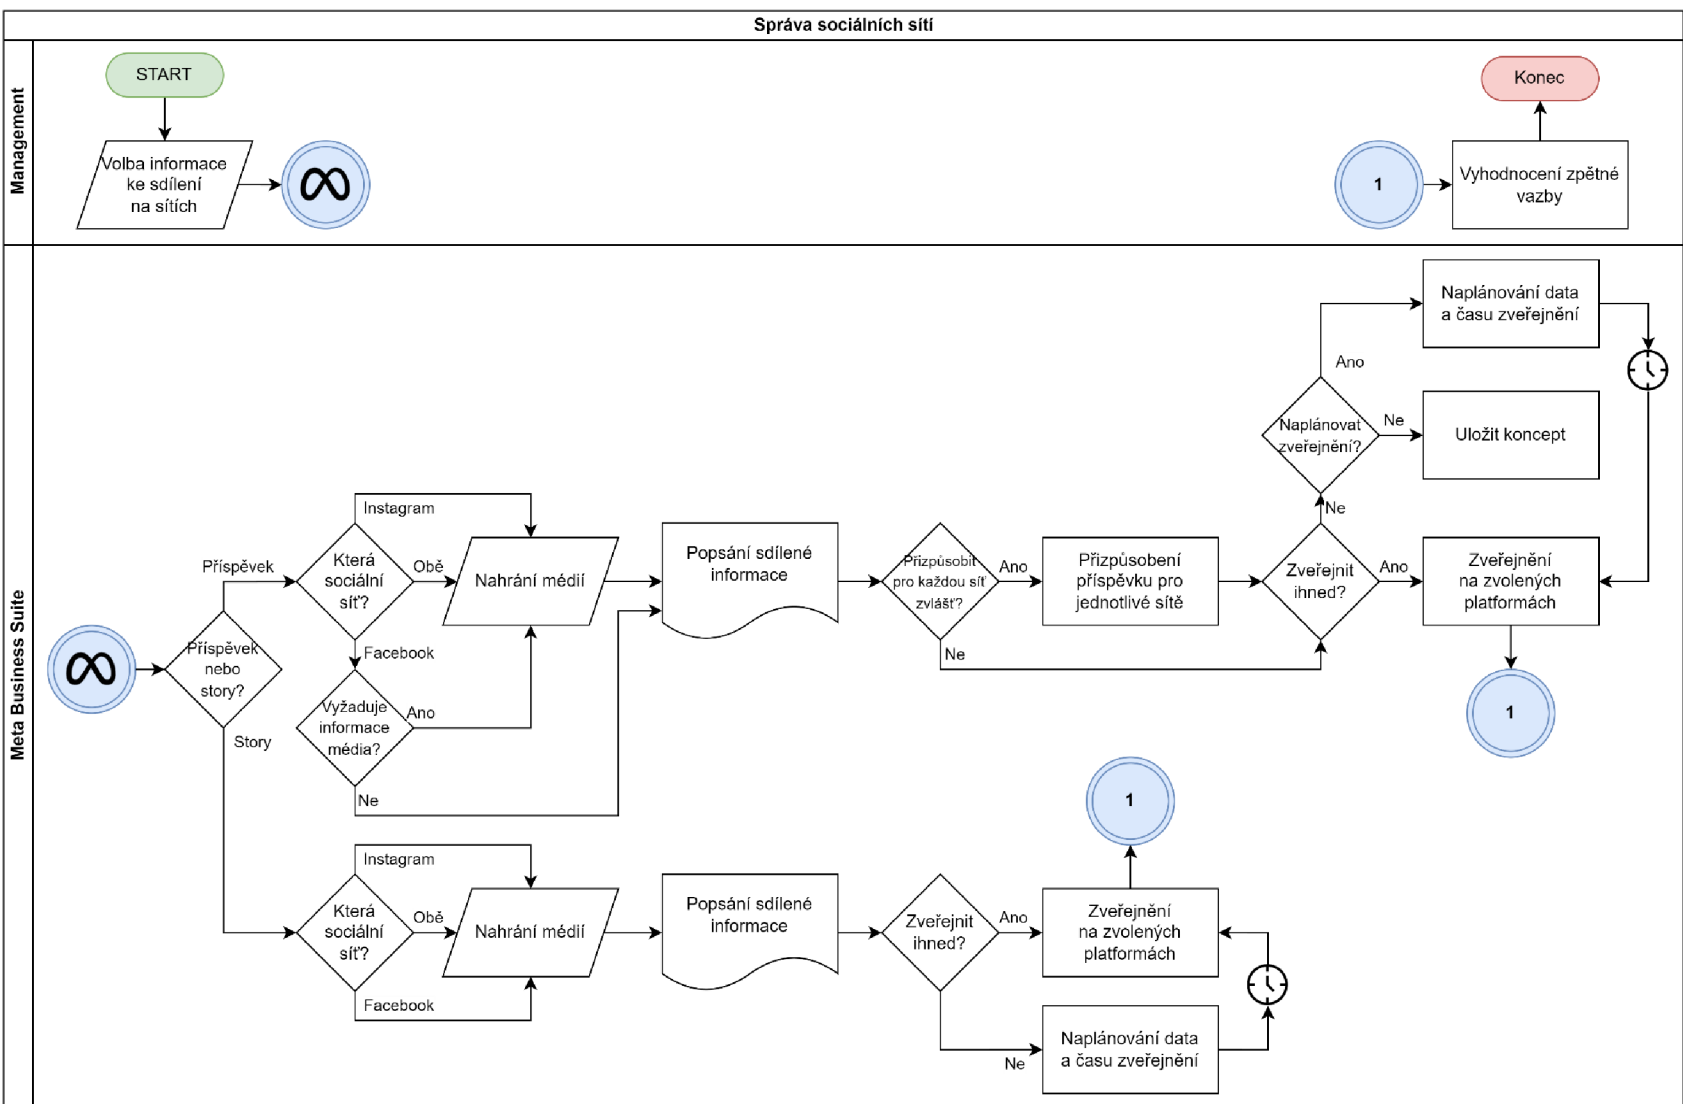 Správa sociálních sítí
Management
START
Volba informace
ke sdílení
na sítích
1
Vyhodnocení zpětné
vazby
Konec
Meta Business Suite
Příspěvek
nebo
story?
Příspěvek
Story
Která
sociální
síť?
Instagram
Obě
Facebook
Vyžaduje
informace
média?
Ano
Ne
Nahrání médií
Popsání sdílené
informace
Přizpůsobit
pro každou síť
zvlášť?
Ano
Ne
Přizpůsobení
příspěvku pro
jednotlivé sítě
Zveřejnit
ihned?
Ano
Ne
Naplánovat
zveřejnění?
Ano
Ne
Naplánování data
a času zveřejnění
Uložit koncept
Zveřejnění
na zvolených
platformách
1
Která
sociální
síť?
Instagram
Obě
Facebook
Nahrání médií
Popsání sdílené
informace
Zveřejnit
ihned?
Ano
Ne
Zveřejnění
na zvolených
platformách
1
Naplánování data
a času zveřejnění